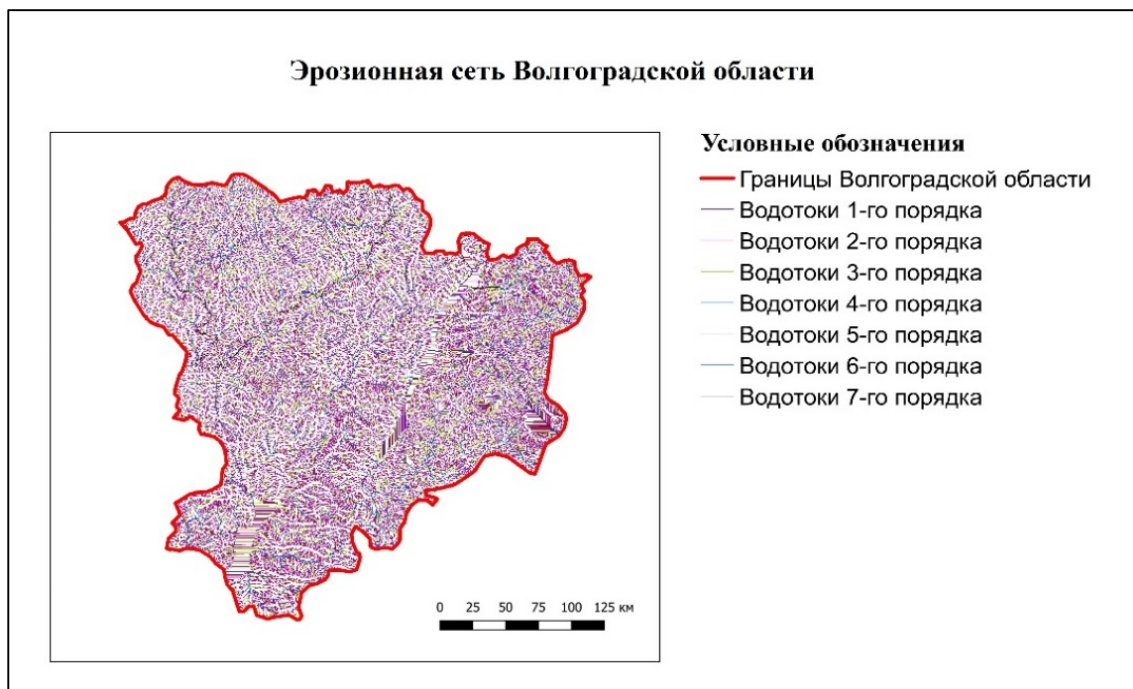 Эрозионная сеть Волгоградской области
Условные обозначения
Границы Волгоградской области
Водотоки 1-го порядка
Водотоки 2-го порядка
Водотоки 3-го порядка
Водотоки 4-го порядка
Водотоки 5-го порядка
Водотоки 6-го порядка
Водотоки 7-го порядка
0 25 50 75 100 125 км